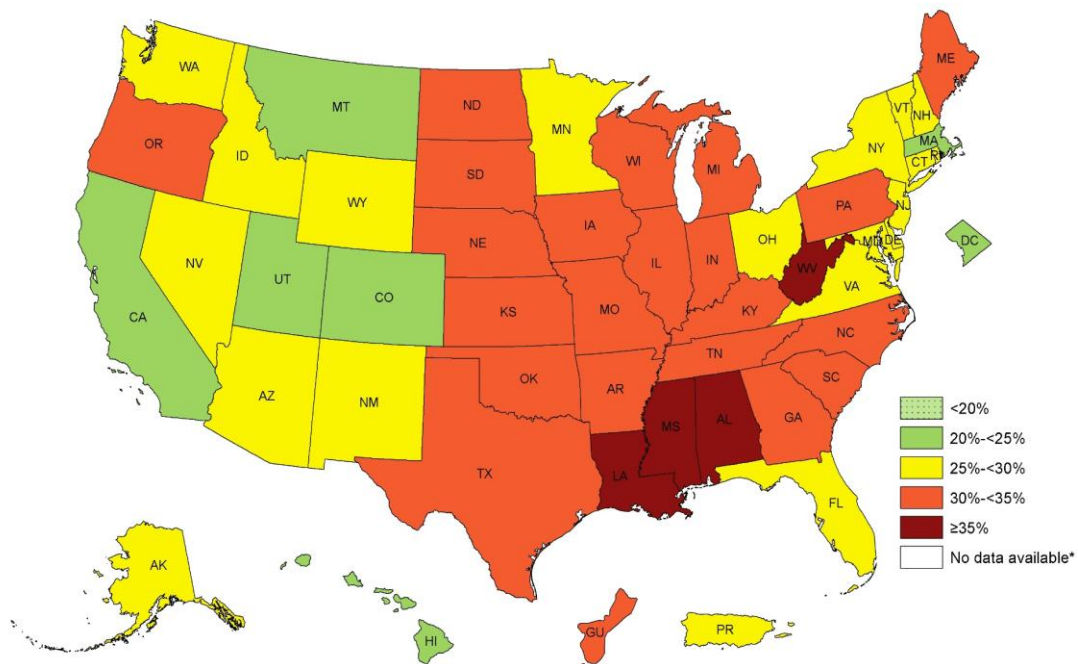 WA
MT
ND
MN
ME
VT
NH
OR
ID
SD
WI
MI
NY
MA
CT
RI
WY
IA
NE
PA
NJ
NV
UT
CO
IL
IN
OH
MD
DE
DC
CA
KS
MO
KY
WV
VA
AZ
NM
OK
AR
TN
NC
SC
TX
LA
MS
AL
GA
FL
AK
HI
GU
PR
<20%
20%-<25%
25%-<30%
30%-<35%
≥35%
No data available*